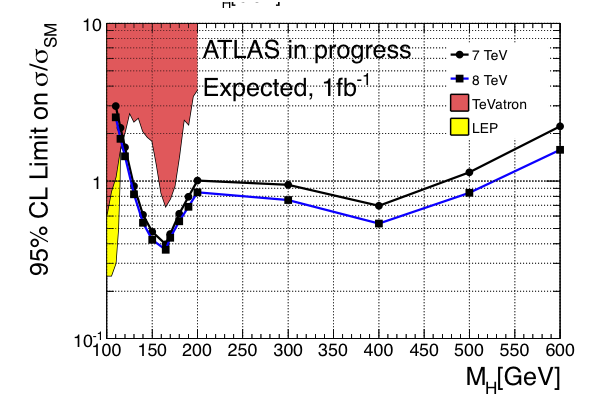 10
1
10⁻¹
95% CL Limit on σ/σSM
ATLAS in progress
Expected, 1fb⁻¹
7 TeV
8 TeV
TeVatron
LEP
100 150 200 250 300 350 400 450 500 550 600
MH[GeV]